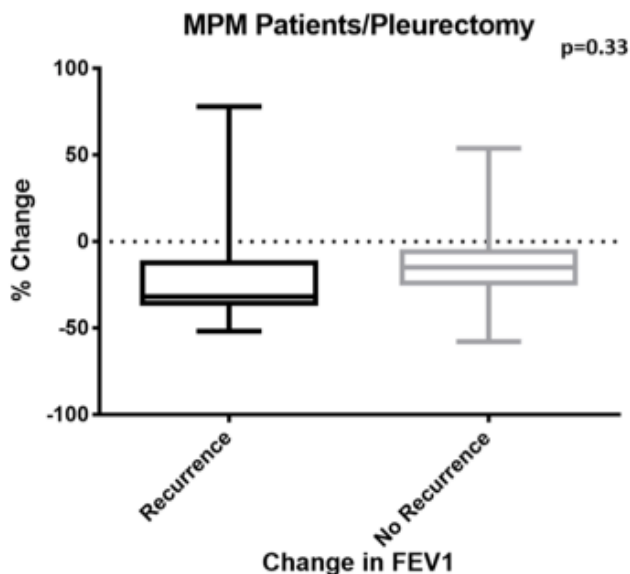 MPM Patients/Pleurectomy
p=0.33
100
50
0
-50
-100
% Change
Recurrence
No Recurrence
Change in FEV1